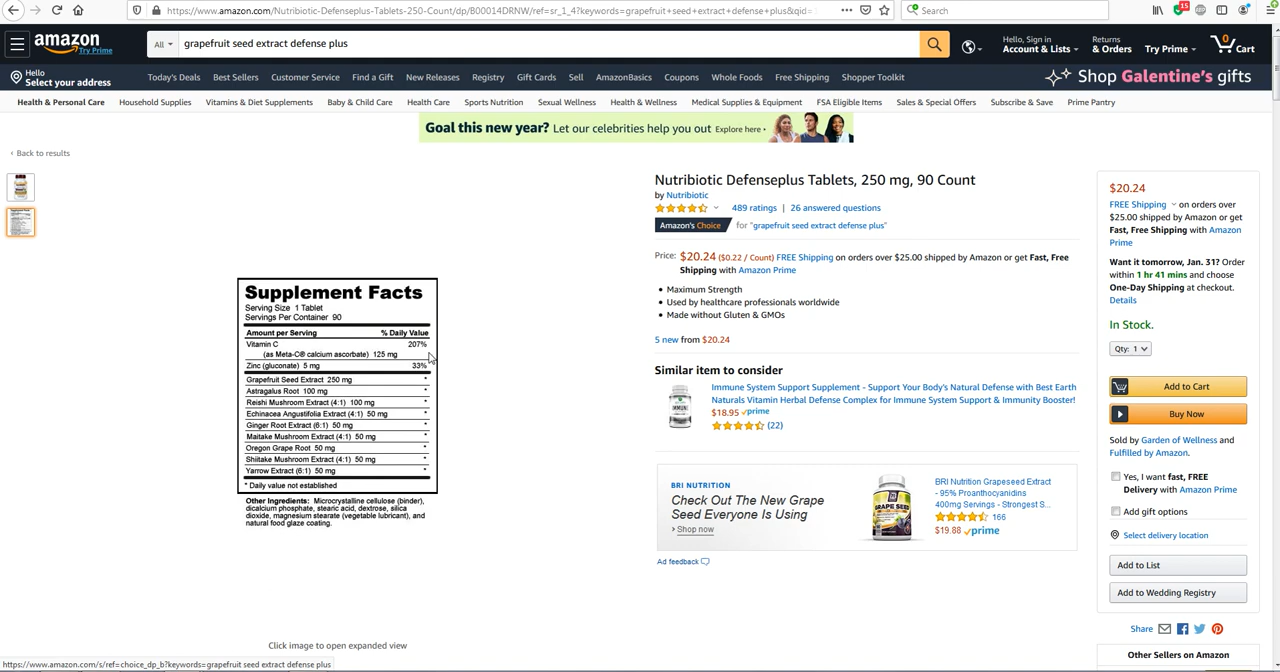 https://www.amazon.com/Nutribiotic-Defenseplus-Tablets-250-Count/dp/B00014DRNW/ref=sr_1_4?keywords=grapefruit+seed+extract+defense+plus&qid=
Search
15
amazon
Try Prime
All
grapefruit seed extract defense plus
Hello, Sign in
Account & Lists
Returns
& Orders
Try Prime
0
Cart
Hello
Select your address
Today's Deals Best Sellers Customer Service Find a Gift New Releases Registry Gift Cards Sell AmazonBasics Coupons Whole Foods Free Shipping Shopper Toolkit
Shop Galentine's gifts
Health & Personal Care Household Supplies Vitamins & Diet Supplements Baby & Child Care Health Care Sports Nutrition Sexual Wellness Health & Wellness Medical Supplies & Equipment FSA Eligible Items Sales & Special Offers Subscribe & Save Prime Pantry
Goal this new year? Let our celebrities help you out Explore here ›
‹ Back to results
Supplement Facts
Serving Size 1 Tablet
Servings Per Container 90
Amount per Serving % Daily Value
Vitamin C 207%
(as Meta-C® calcium ascorbate) 125 mg
Zinc (gluconate) 5 mg 33%
Grapefruit Seed Extract 250 mg *
Astragalus Root 100 mg *
Reishi Mushroom Extract (4:1) 100 mg *
Echinacea Angustifolia Extract (4:1) 50 mg *
Ginger Root Extract (6:1) 50 mg *
Maitake Mushroom Extract (4:1) 50 mg *
Oregon Grape Root 50 mg *
Shiitake Mushroom Extract (4:1) 50 mg *
Yarrow Extract (6:1) 50 mg *
* Daily value not established
Other Ingredients: Microcrystalline cellulose (binder),
dicalcium phosphate, stearic acid, dextrose, silica
dioxide, magnesium stearate (vegetable lubricant), and
natural food glaze coating.
Click image to open expanded view
Nutribiotic Defenseplus Tablets, 250 mg, 90 Count
by Nutribiotic
489 ratings | 26 answered questions
Amazon's Choice for "grapefruit seed extract defense plus"
Price: $20.24 ($0.22 / Count) FREE Shipping on orders over $25.00 shipped by Amazon or get Fast, Free
Shipping with Amazon Prime
• Maximum Strength
• Used by healthcare professionals worldwide
• Made without Gluten & GMOs
5 new from $20.24
Similar item to consider
Immune System Support Supplement - Support Your Body's Natural Defense with Best Earth
Naturals Vitamin Herbal Defense Complex for Immune System Support & Immunity Booster!
$18.95 prime
(22)
BRI NUTRITION
Check Out The New Grape
Seed Everyone Is Using
› Shop now
GRAPE SEED
BRI Nutrition Grapeseed Extract
- 95% Proanthocyanidins
400mg Servings - Strongest S...
166
$19.88 prime
Ad feedback
$20.24
FREE Shipping on orders over
$25.00 shipped by Amazon or get
Fast, Free Shipping with Amazon
Prime
Want it tomorrow, Jan. 31? Order
within 1 hr 41 mins and choose
One-Day Shipping at checkout.
Details
In Stock.
Qty: 1
Add to Cart
Buy Now
Sold by Garden of Wellness and
Fulfilled by Amazon.
Yes, I want fast, FREE
Delivery with Amazon Prime
Add gift options
Select delivery location
Add to List
Add to Wedding Registry
Share
Other Sellers on Amazon
https://www.amazon.com/s/ref=choice_dp_b?keywords=grapefruit seed extract defense plus